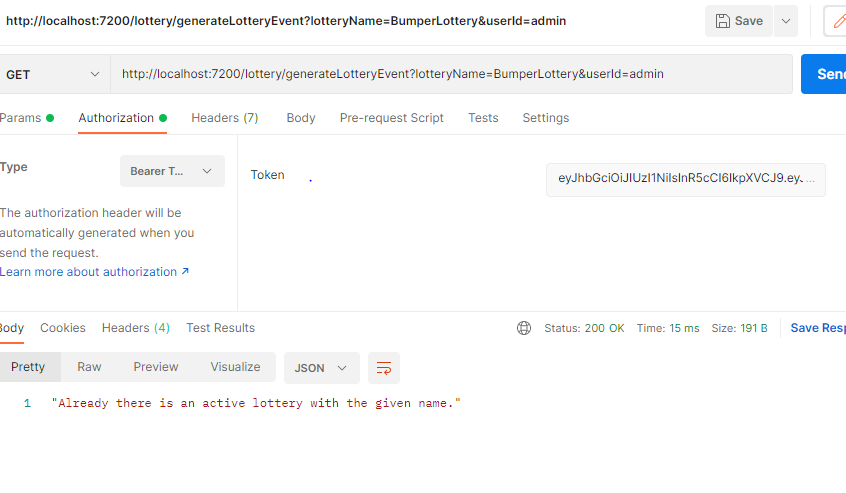 http://localhost:7200/lottery/generateLotteryEvent?lotteryName=BumperLottery&userId=admin
Save
GET
http://localhost:7200/lottery/generateLotteryEvent?lotteryName=BumperLottery&userId=admin
Send
Params
Authorization
Headers (7)
Body
Pre-request Script
Tests
Settings
Type
Bearer T...
The authorization header will be
automatically generated when you
send the request.
Learn more about authorization ↗
Token
eyJhbGciOiJIUzI1NiIsInR5cCI6IkpXVCJ9.eyJ...
Body
Cookies
Headers (4)
Test Results
Status: 200 OK
Time: 15 ms
Size: 191 B
Save Resp
Pretty
Raw
Preview
Visualize
JSON
1 "Already there is an active lottery with the given name."